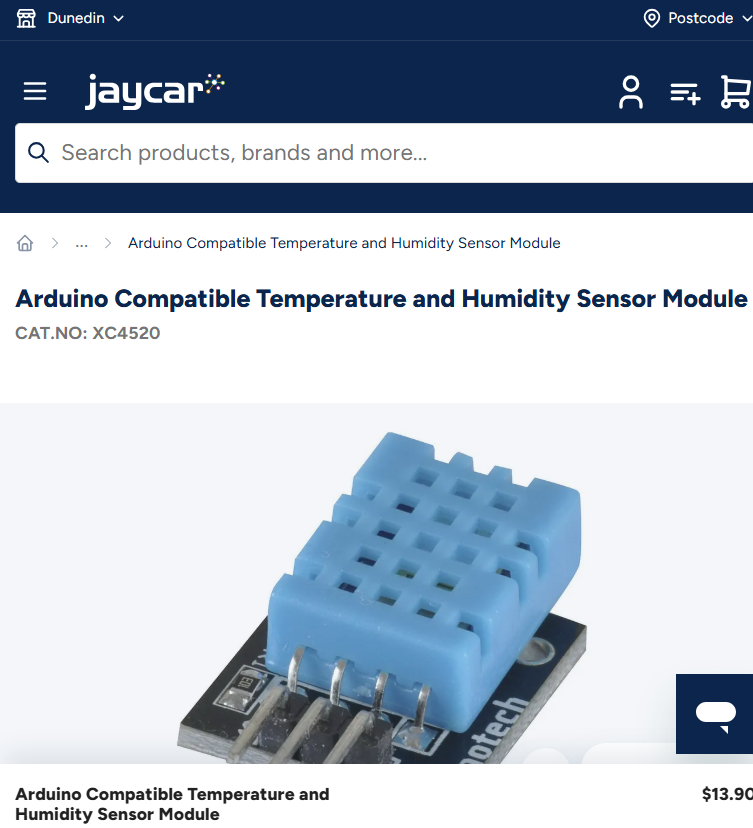 Dunedin
Postcode
jaycar
Search products, brands and more...
... Arduino Compatible Temperature and Humidity Sensor Module
Arduino Compatible Temperature and Humidity Sensor Module
CAT.NO: XC4520
Arduino Compatible Temperature and
Humidity Sensor Module
$13.90